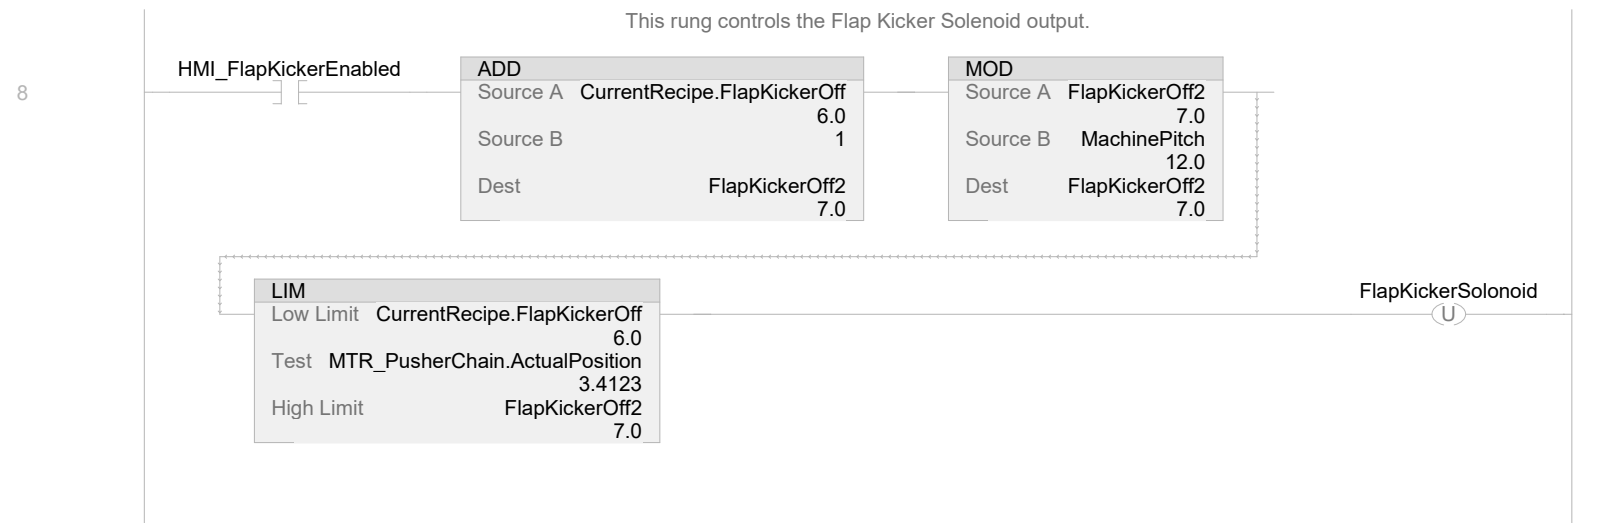 This rung controls the Flap Kicker Solenoid output.
8
HMI_FlapKickerEnabled
ADD
Source A CurrentRecipe.FlapKickerOff
6.0
Source B 1
Dest FlapKickerOff2
7.0
MOD
Source A FlapKickerOff2
7.0
Source B MachinePitch
12.0
Dest FlapKickerOff2
7.0
LIM
Low Limit CurrentRecipe.FlapKickerOff
6.0
Test MTR_PusherChain.ActualPosition
3.4123
High Limit FlapKickerOff2
7.0
FlapKickerSolonoid
U